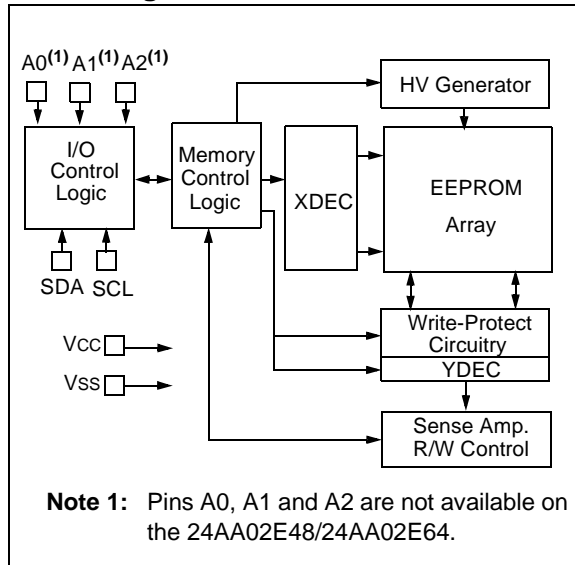 A0(1) A1(1) A2(1)
HV Generator
I/O
Control
Logic
Memory
Control
Logic
XDEC
EEPROM
Array
SDA SCL
VCC
VSS
Write-Protect
Circuitry
YDEC
Sense Amp.
R/W Control
Note 1: Pins A0, A1 and A2 are not available on
the 24AA02E48/24AA02E64.